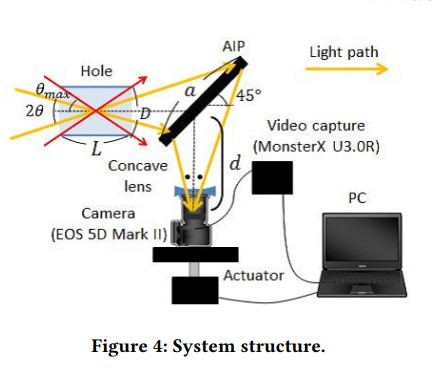 AIP
Light path
Hole
θmax
a
45°
2θ
D
Video capture
(MonsterX U3.0R)
L
Concave
lens
d
PC
Camera
(EOS 5D Mark II)
Actuator
Figure 4: System structure.